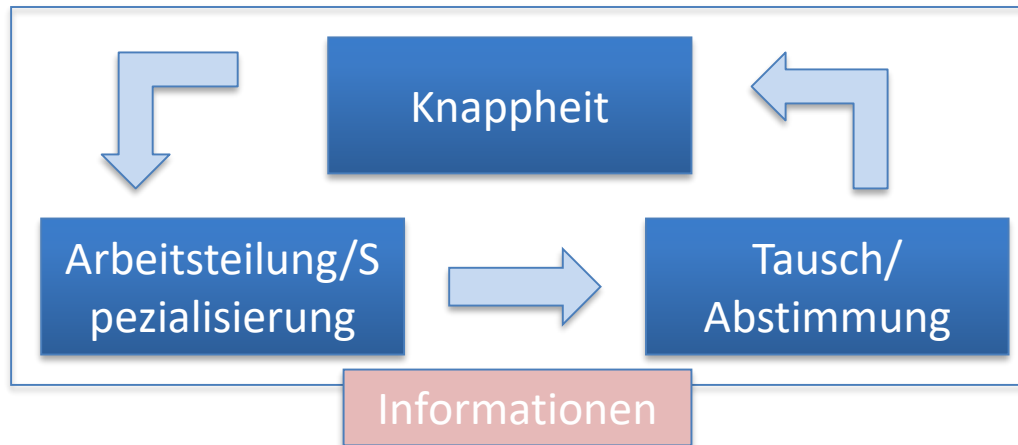 Knappheit
Arbeitsteilung/S
pezialisierung
Tausch/
Abstimmung
Informationen